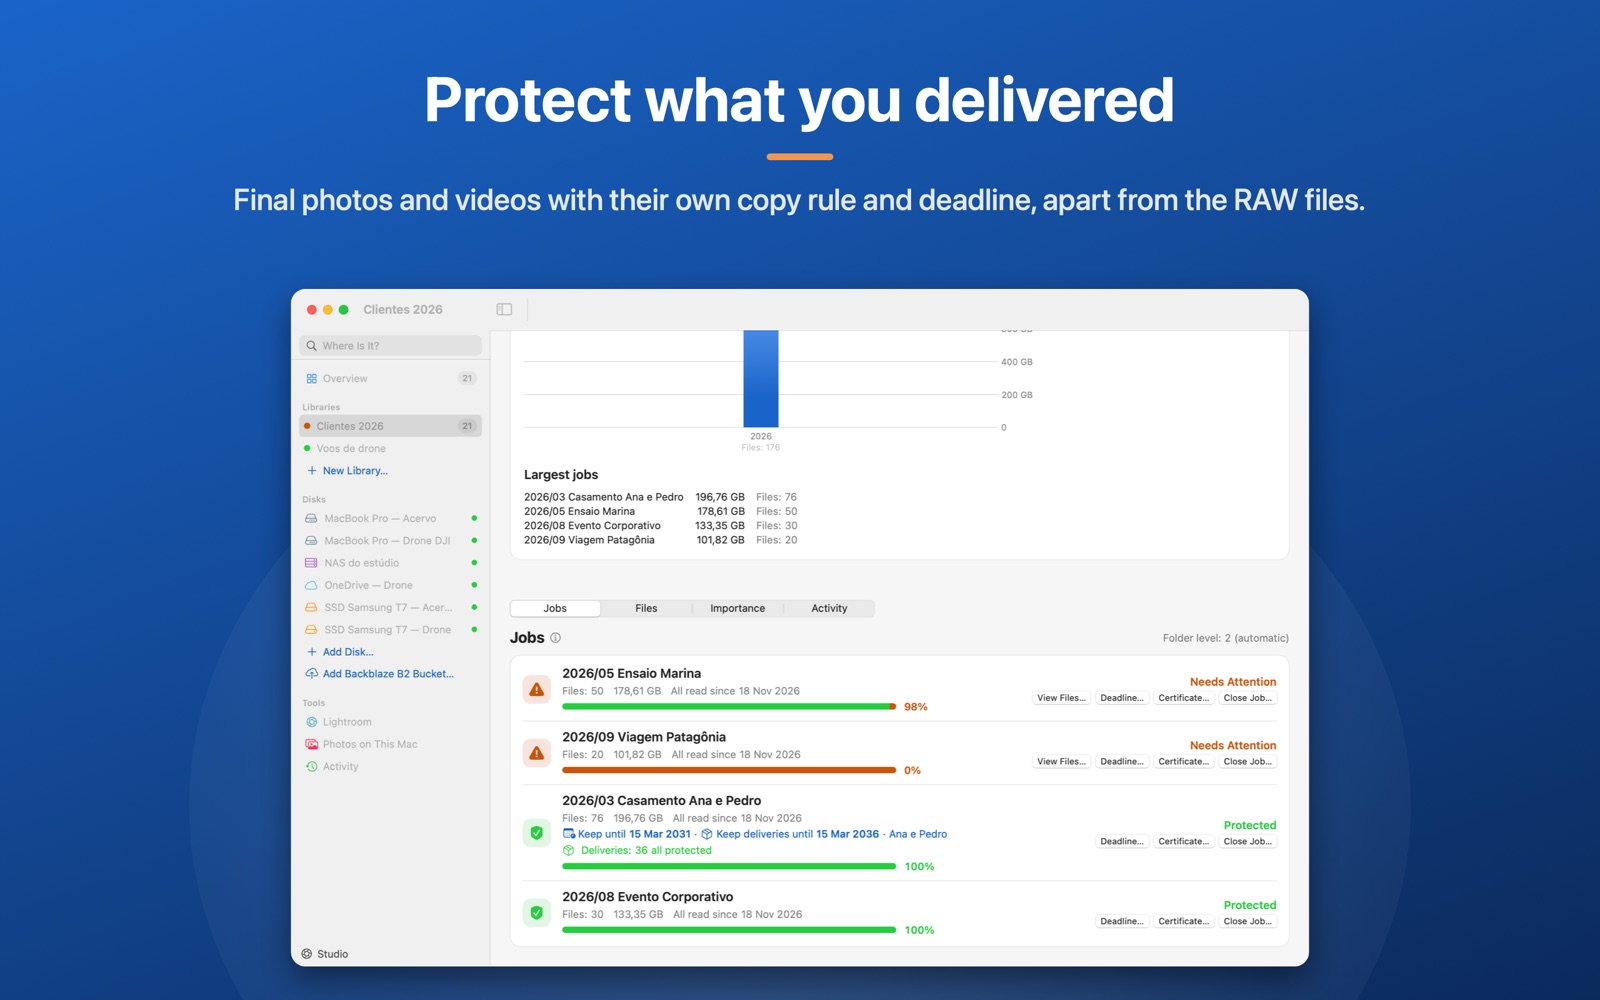 Protect what you delivered
Final photos and videos with their own copy rule and deadline, apart from the RAW files.
Clientes 2026
Where Is It?
Overview 21
Libraries
Clientes 2026 21
Voos de drone
New Library...
Disks
MacBook Pro — Acervo
MacBook Pro — Drone DJI
NAS do estúdio
OneDrive — Drone
SSD Samsung T7 — Acer...
SSD Samsung T7 — Drone
Add Disk...
Add Backblaze B2 Bucket...
Tools
Lightroom
Photos on This Mac
Activity
Studio
400 GB
200 GB
0
2026
Files: 176
Largest jobs
2026/03 Casamento Ana e Pedro 196,76 GB Files: 76
2026/05 Ensaio Marina 178,61 GB Files: 50
2026/08 Evento Corporativo 133,35 GB Files: 30
2026/09 Viagem Patagônia 101,82 GB Files: 20
Jobs Files Importance Activity
Jobs Folder level: 2 (automatic)
2026/05 Ensaio Marina
Needs Attention
Files: 50 178,61 GB All read since 18 Nov 2026
View Files... Deadline... Certificate... Close Job...
98%
2026/09 Viagem Patagônia
Needs Attention
Files: 20 101,82 GB All read since 18 Nov 2026
View Files... Deadline... Certificate... Close Job...
0%
2026/03 Casamento Ana e Pedro
Files: 76 196,76 GB All read since 18 Nov 2026
Protected
Keep until 15 Mar 2031 · Keep deliveries until 15 Mar 2036 · Ana e Pedro
Deadline... Certificate... Close Job...
Deliveries: 36 all protected
100%
2026/08 Evento Corporativo
Protected
Files: 30 133,35 GB All read since 18 Nov 2026
Deadline... Certificate... Close Job...
100%